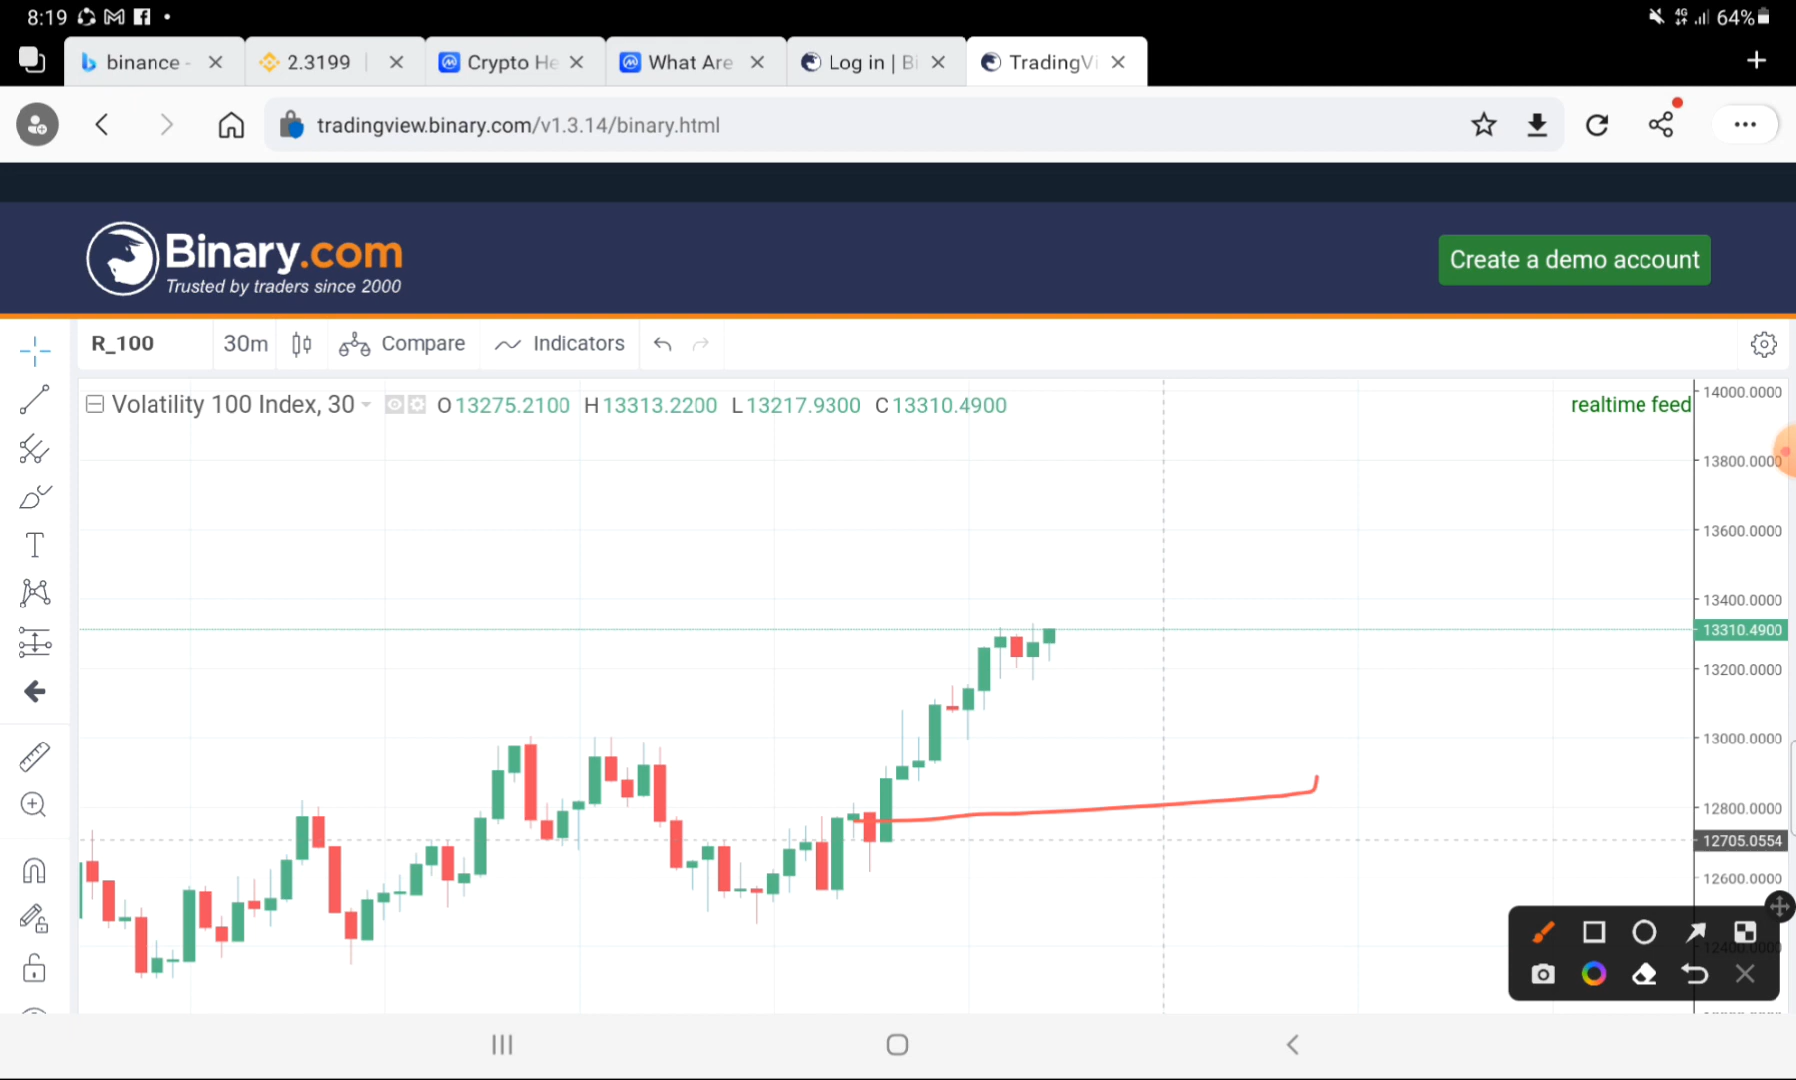 8:19
4G 64%
binance -
2.3199
Crypto He
What Are
Log in | Bi
TradingVi
tradingview.binary.com/v1.3.14/binary.html
Binary.com
Trusted by traders since 2000
Create a demo account
R_100
30m
Compare
Indicators
Volatility 100 Index, 30
O 13275.2100 H 13313.2200 L 13217.9300 C 13310.4900
realtime feed
14000.0000
13800.0000
13600.0000
13400.0000
13310.4900
13200.0000
13000.0000
12800.0000
12705.0554
12600.0000
12400.0000